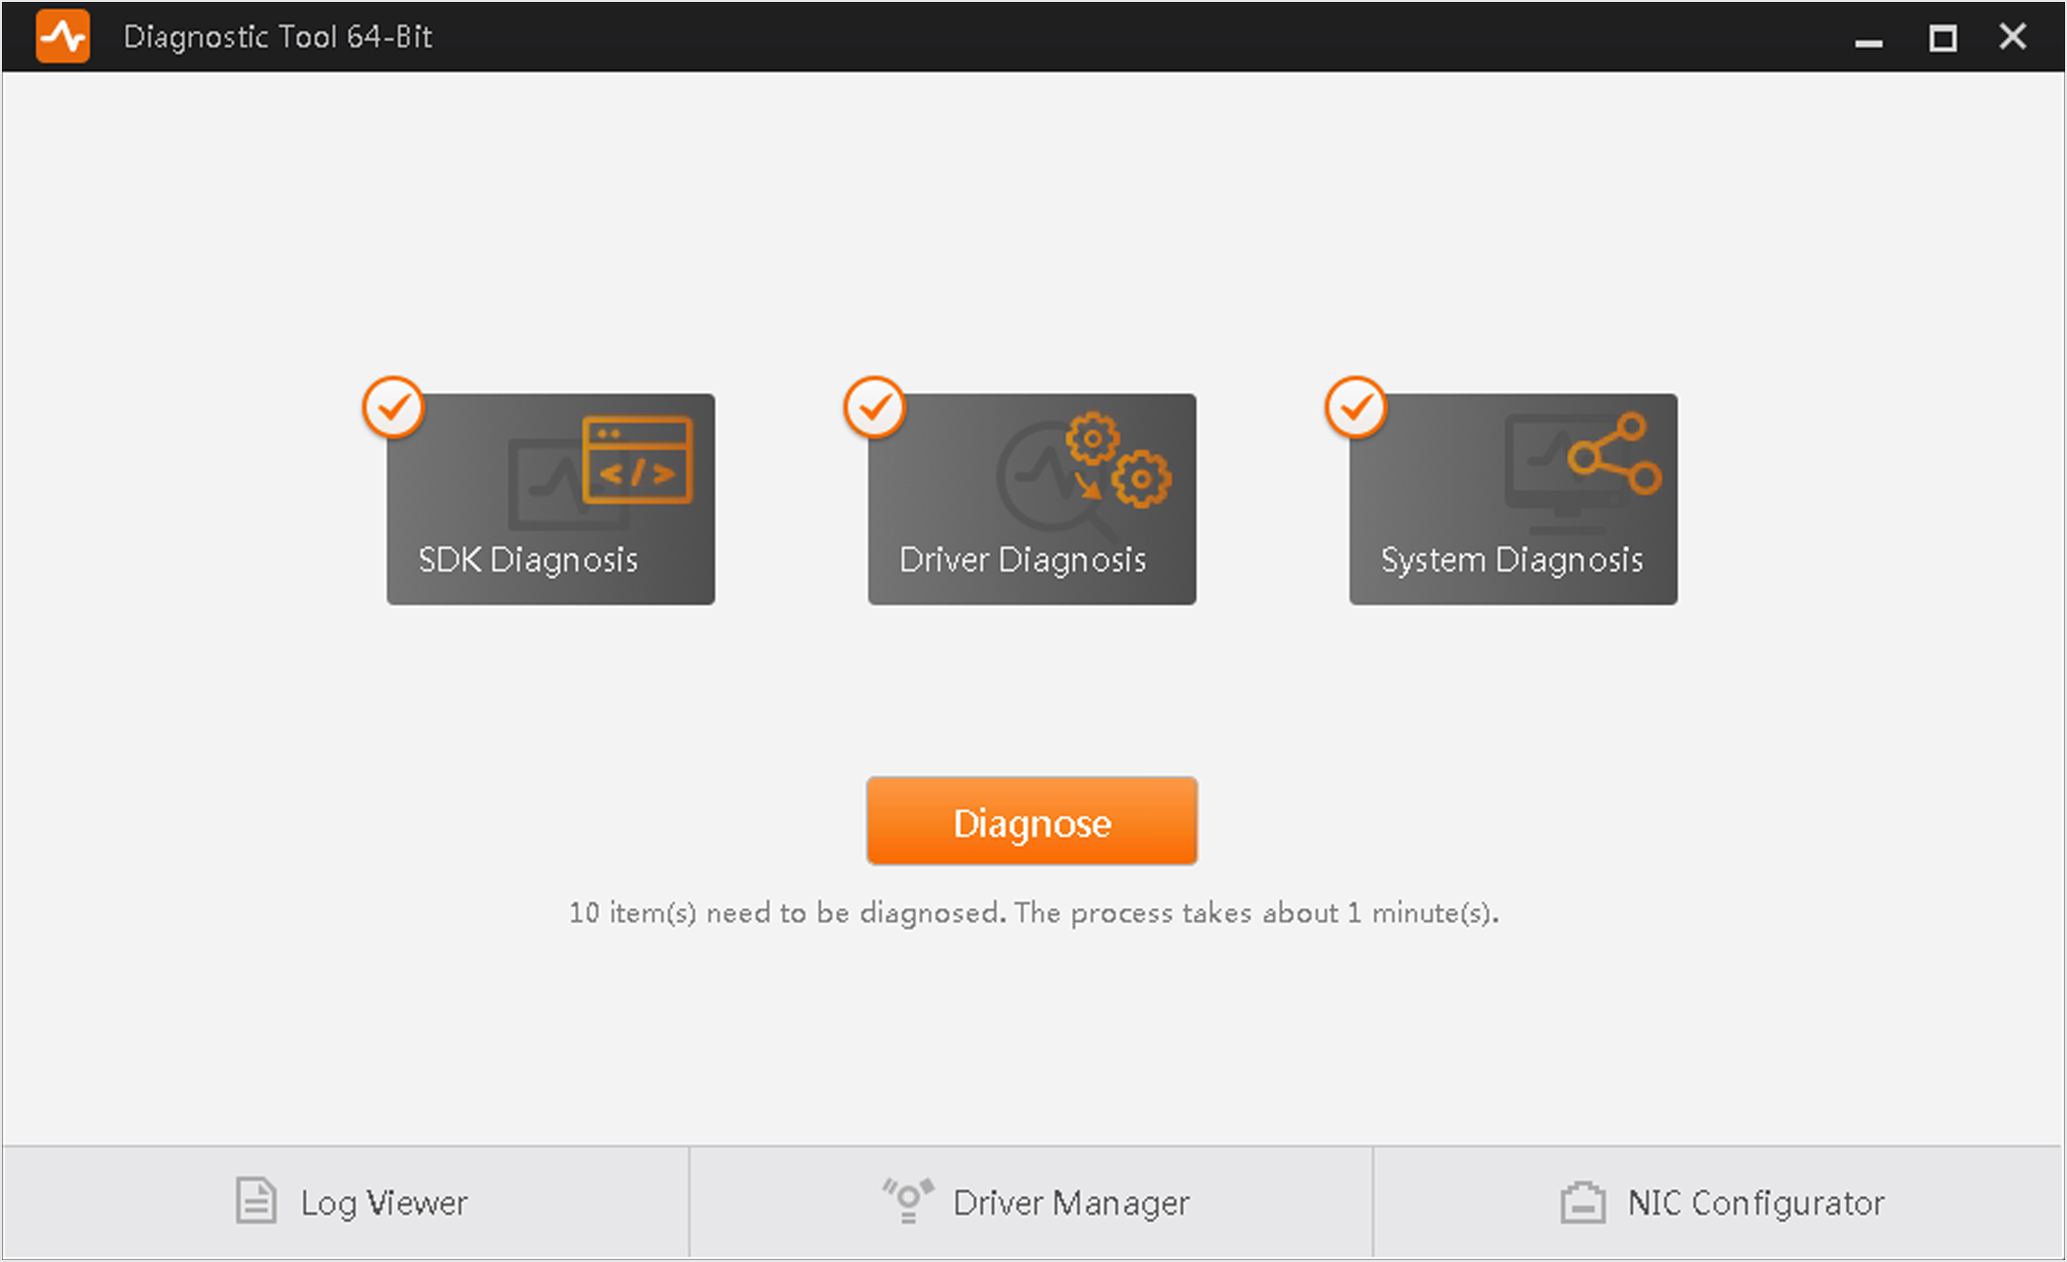 Diagnostic Tool 64-Bit
</>
SDK Diagnosis
Driver Diagnosis
System Diagnosis
Diagnose
10 item(s) need to be diagnosed. The process takes about 1 minute(s).
Log Viewer
Driver Manager
NIC Configurator